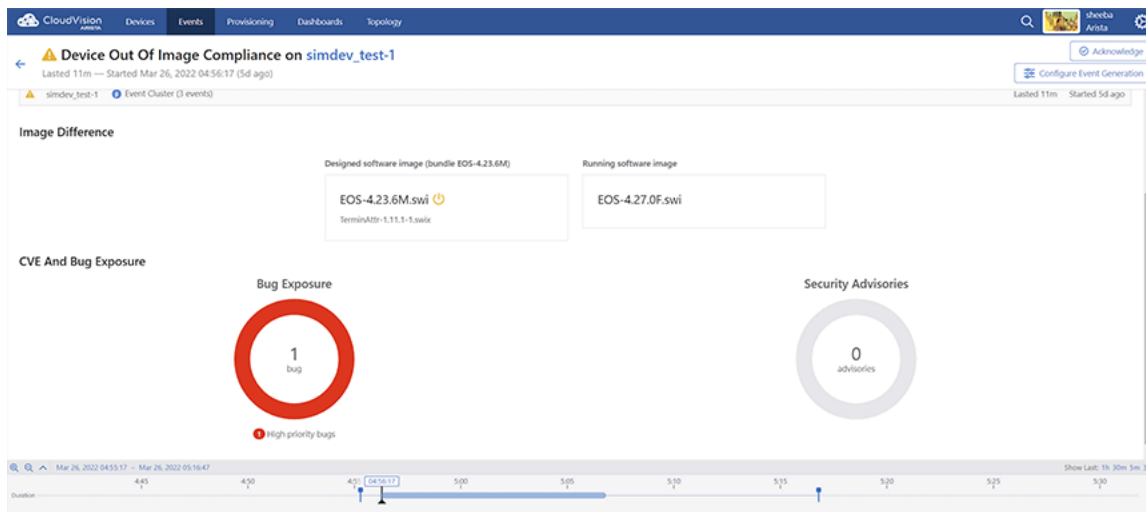 CloudVision
ARISTA
Devices
Events
Provisioning
Dashboards
Topology
sheeba
Arista
Device Out Of Image Compliance on simdev_test-1
Lasted 11m — Started Mar 26, 2022 04:56:17 (5d ago)
Acknowledge
Configure Event Generation
simdev_test-1 Event Cluster (3 events)
Lasted 11m Started 5d ago
Image Difference
Designed software image (bundle EOS-4.23.6M)
Running software image
EOS-4.23.6M.swi
TerminAttr-1.11.1-1.swix
EOS-4.27.0F.swi
CVE And Bug Exposure
Bug Exposure
Security Advisories
1
bug
0
advisories
1 High priority bugs
Mar 26, 2022 04:55:17 – Mar 26, 2022 05:16:47
Show Last: 1h 30m 5m
4:45
4:50
04:56:17
5:00
5:05
5:10
5:15
5:20
5:25
5:30
Duration